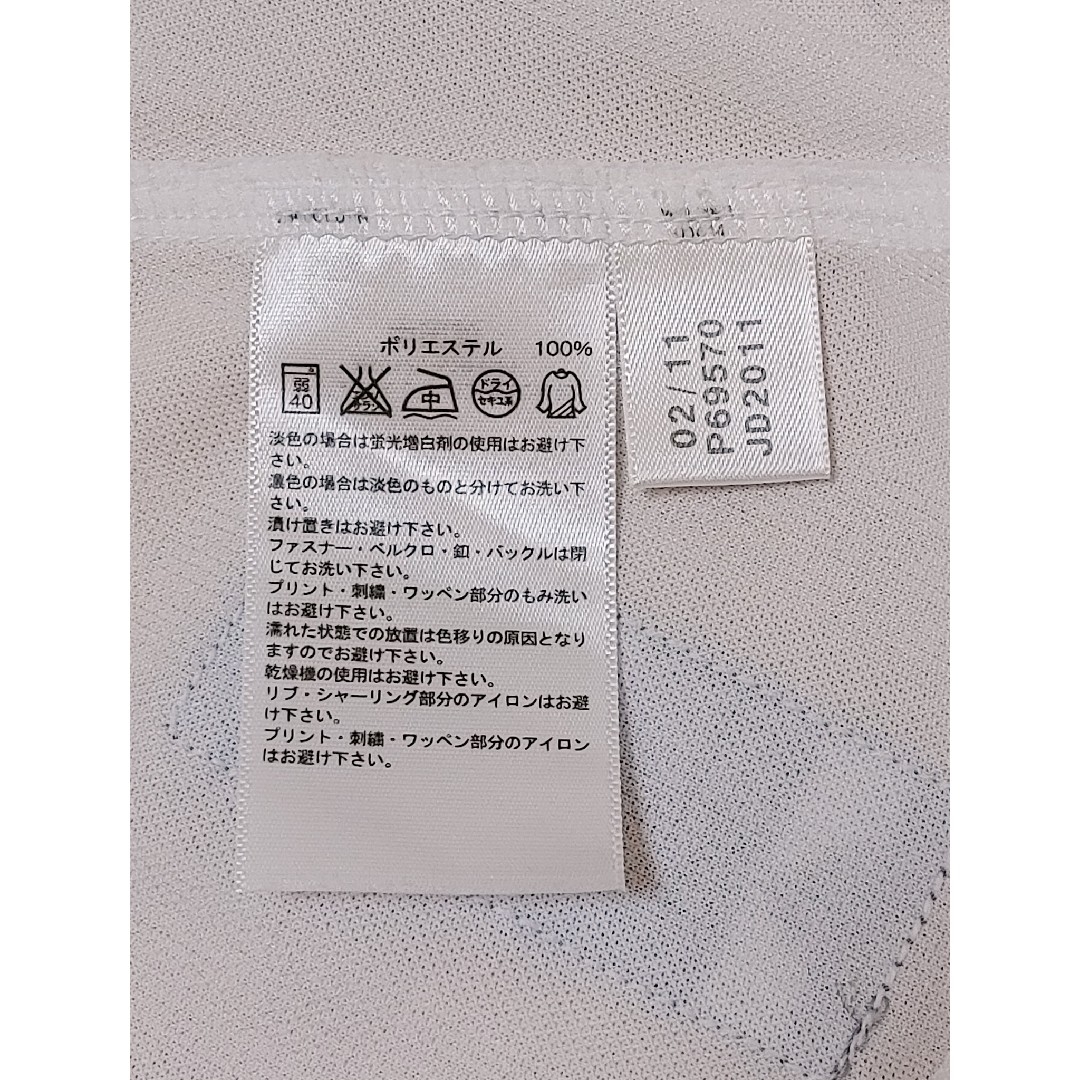 ポリエステル 100%
弱 40
中
ドライ セキユ系
淡色の場合は蛍光増白剤の使用はお避け下
さい。
濃色の場合は淡色のものと分けてお洗い下
さい。
漬け置きはお避け下さい。
ファスナー・ベルクロ・釦・バックルは閉
じてお洗い下さい。
プリント・刺繍・ワッペン部分のもみ洗い
はお避け下さい。
濡れた状態での放置は色移りの原因となり
ますのでお避け下さい。
乾燥機の使用はお避け下さい。
リブ・シャーリング部分のアイロンはお避
け下さい。
プリント・刺繍・ワッペン部分のアイロン
はお避け下さい。
02/11
P69570
JD2011